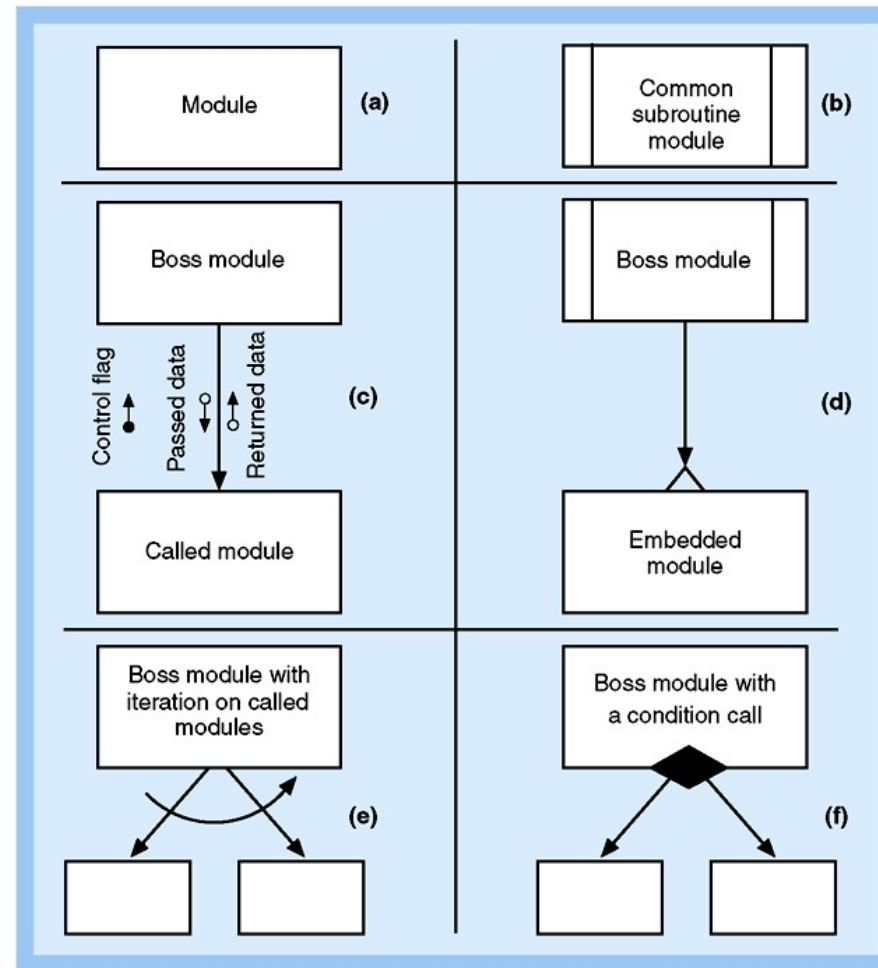 Module
(a)
Common
subroutine
module
(b)
Boss module
Control flag
Passed data
Returned data
(c)
Called module
Boss module
(d)
Embedded
module
Boss module with
iteration on called
modules
(e)
Boss module with
a condition call
(f)